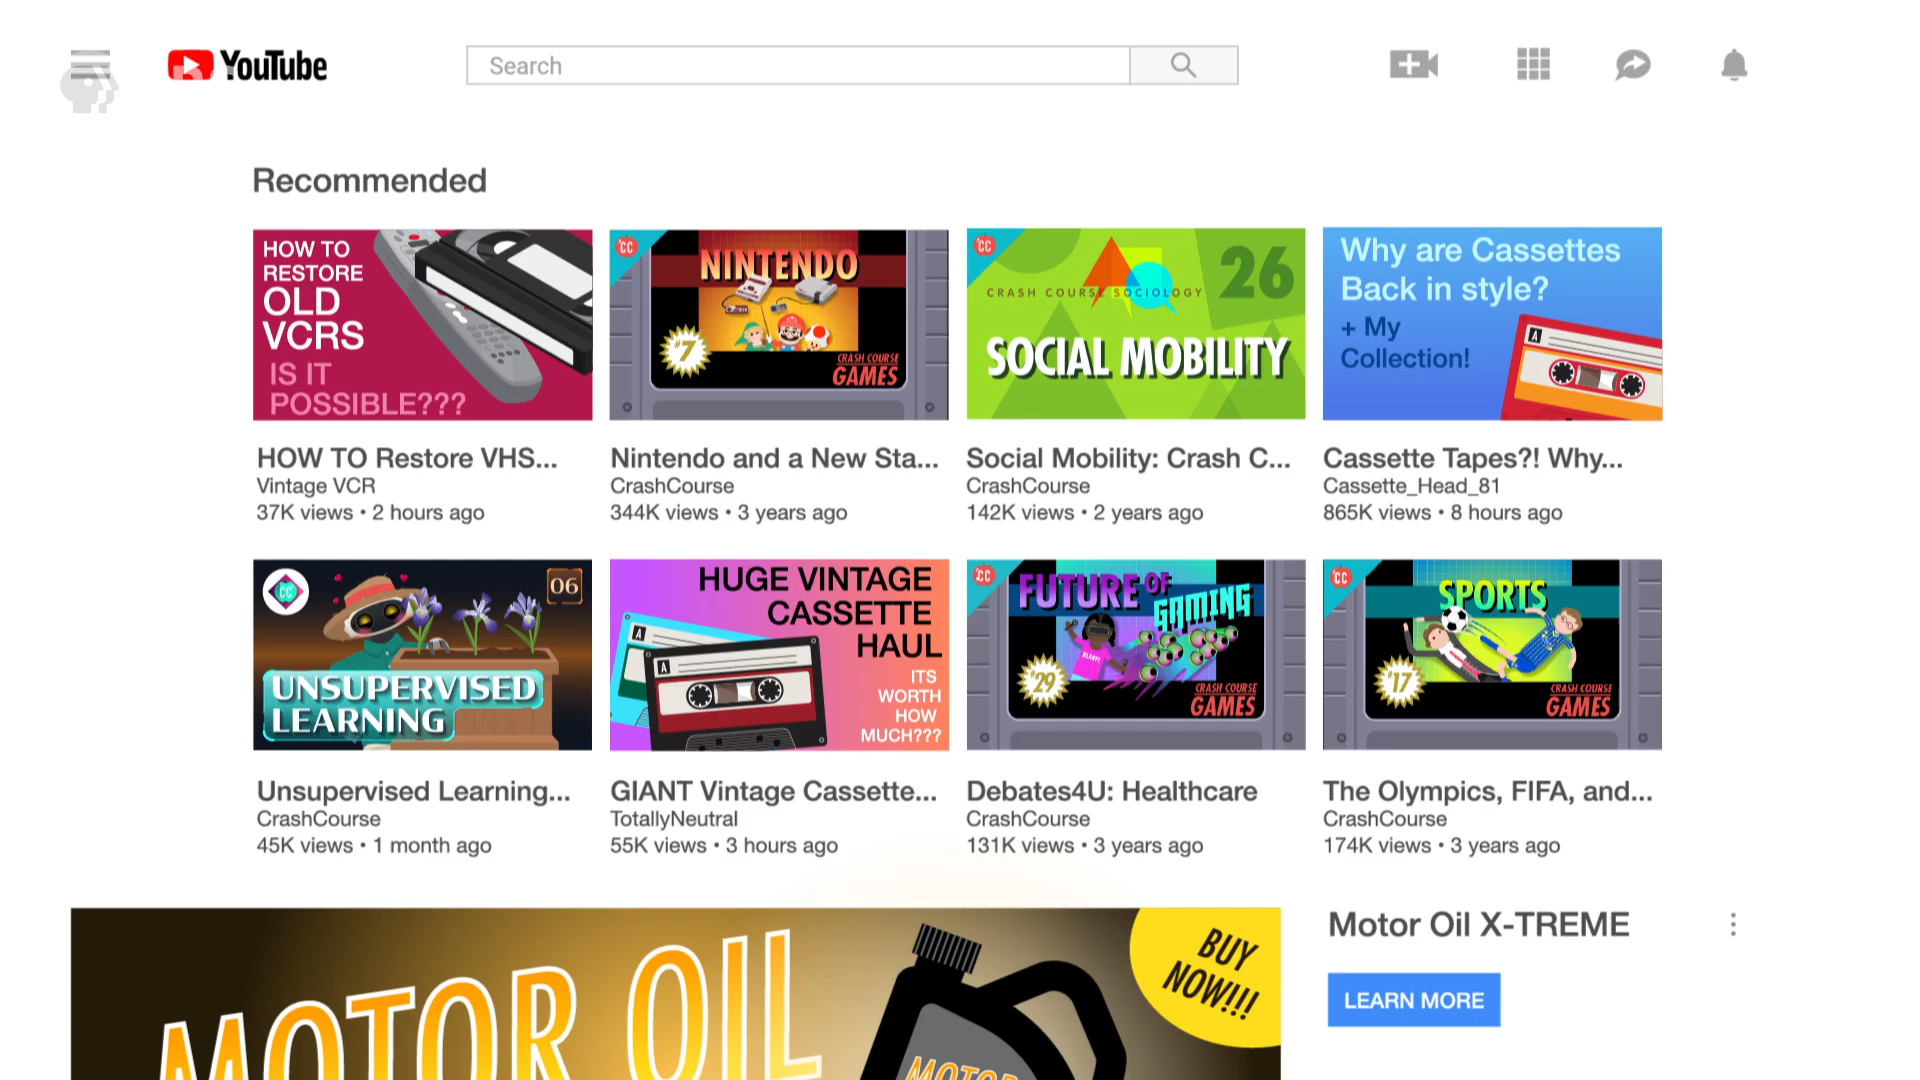 YouTube
Search
Recommended
HOW TO
RESTORE
OLD
VCRS
IS IT
POSSIBLE???
CC
NINTENDO
#7
CRASH COURSE
GAMES
CC
26
CRASH COURSE SOCIOLOGY
SOCIAL MOBILITY
Why are Cassettes
Back in style?
+ My
Collection!
A
HOW TO Restore VHS...
Vintage VCR
37K views • 2 hours ago
Nintendo and a New Sta...
CrashCourse
344K views • 3 years ago
Social Mobility: Crash C...
CrashCourse
142K views • 2 years ago
Cassette Tapes?! Why...
Cassette_Head_81
865K views • 8 hours ago
CC
06
UNSUPERVISED
LEARNING
HUGE VINTAGE
CASSETTE
HAUL
A
A
ITS
WORTH
HOW
MUCH???
CC
FUTURE OF
GAMING
#29
CRASH COURSE
GAMES
CC
SPORTS
#17
CRASH COURSE
GAMES
Unsupervised Learning...
CrashCourse
45K views • 1 month ago
GIANT Vintage Cassette...
TotallyNeutral
55K views • 3 hours ago
Debates4U: Healthcare
CrashCourse
131K views • 3 years ago
The Olympics, FIFA, and...
CrashCourse
174K views • 3 years ago
MOTOR OIL
BUY
NOW!!!
MOTOR
Motor Oil X-TREME
LEARN MORE